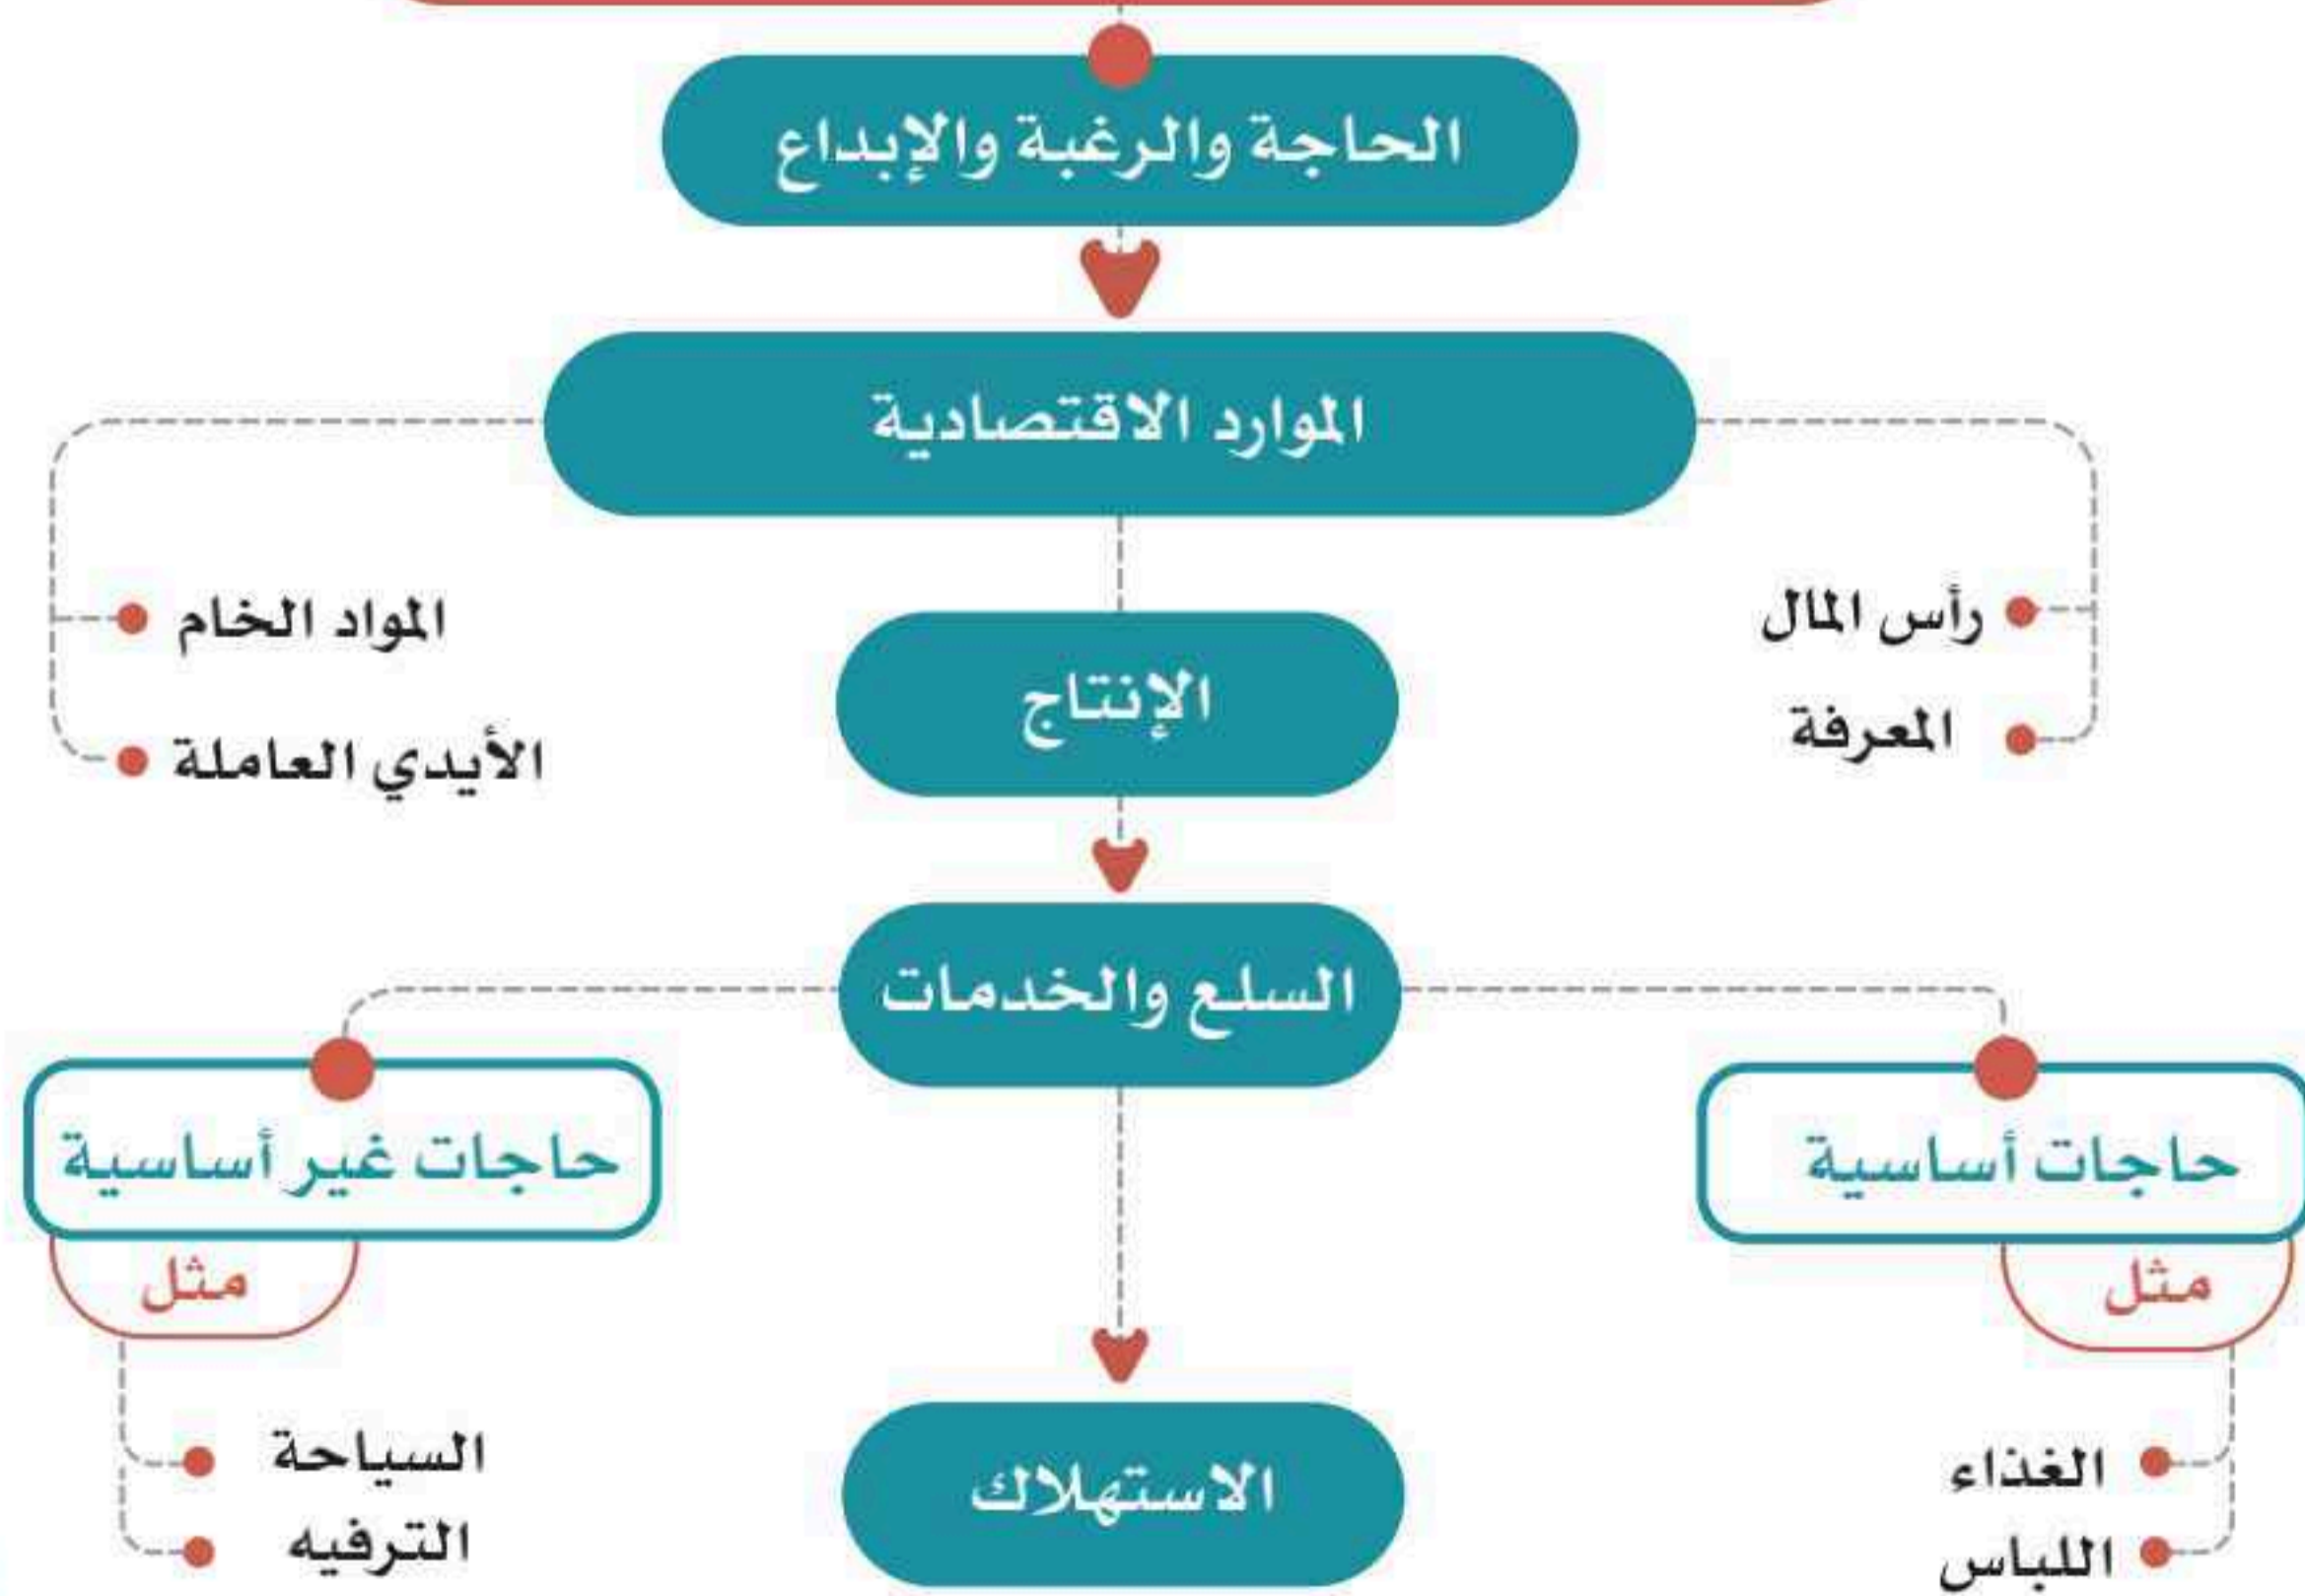 الحاجة والرغبة والإبداع
الموارد الاقتصادية
رأس المال
المعرفة
المواد الخام
الأيدي العاملة
الإنتاج
السلع والخدمات
حاجات أساسية
مثل
الغذاء
اللباس
حاجات غير أساسية
مثل
السياحة
الترفيه
الاستهلاك